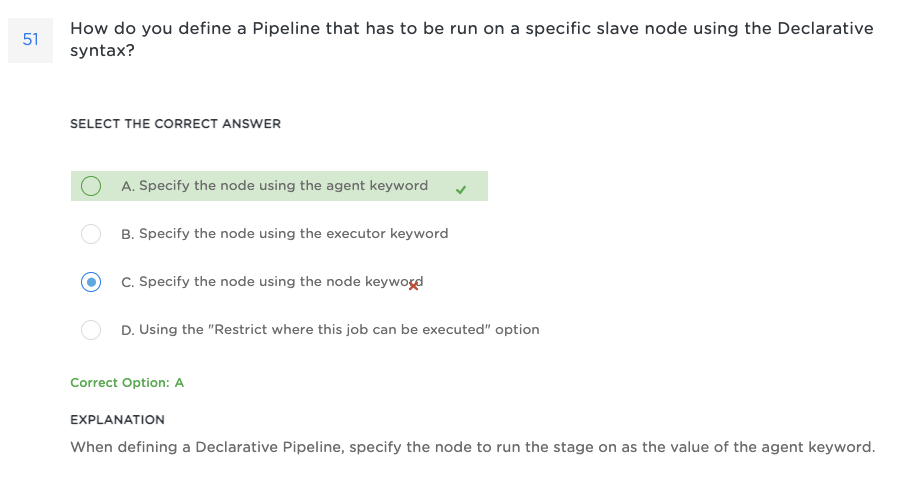 51
How do you define a Pipeline that has to be run on a specific slave node using the Declarative
syntax?
SELECT THE CORRECT ANSWER
A. Specify the node using the agent keyword
B. Specify the node using the executor keyword
C. Specify the node using the node keyword
D. Using the "Restrict where this job can be executed" option
Correct Option: A
EXPLANATION
When defining a Declarative Pipeline, specify the node to run the stage on as the value of the agent keyword.